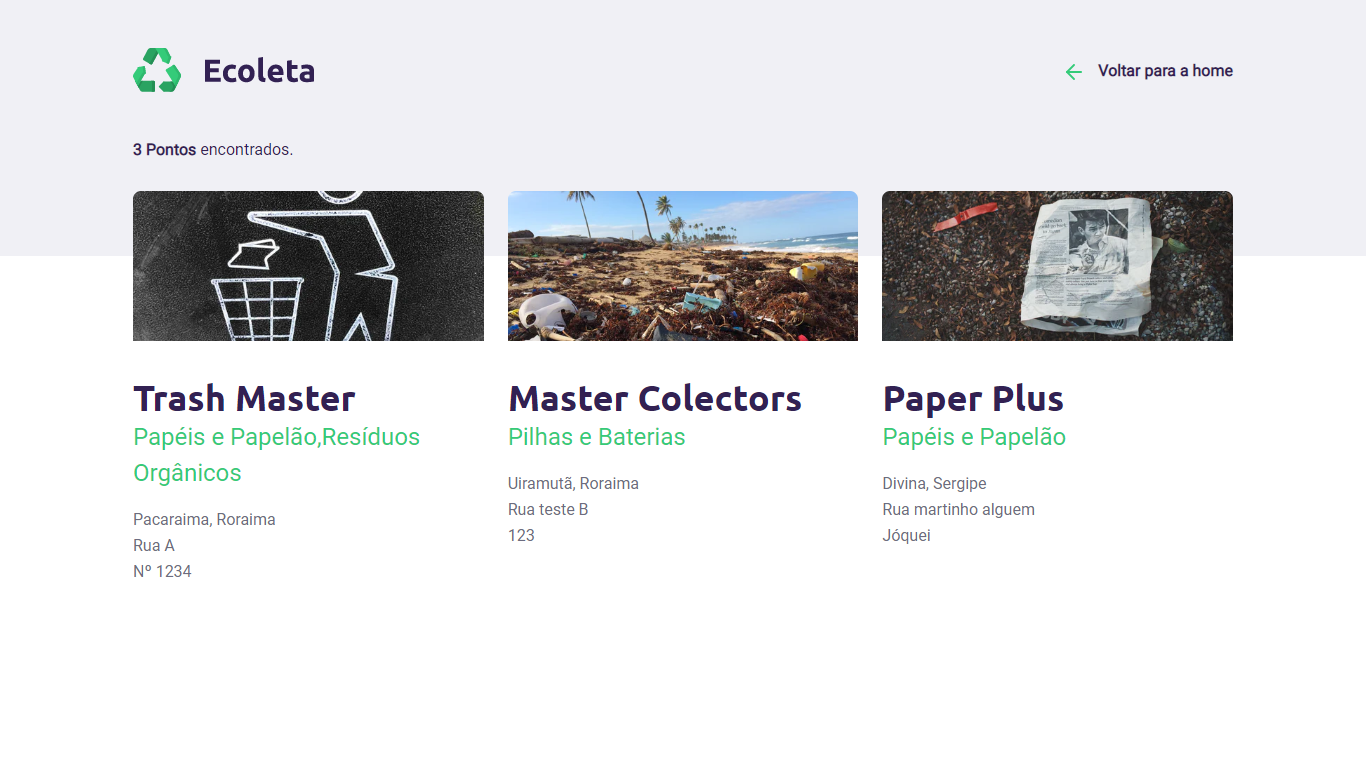 Ecoleta
Voltar para a home
3 Pontos encontrados.
Trash Master
Papéis e Papelão,Resíduos
Orgânicos
Pacaraima, Roraima
Rua A
Nº 1234
Master Colectors
Pilhas e Baterias
Uiramutã, Roraima
Rua teste B
123
Paper Plus
Papéis e Papelão
Divina, Sergipe
Rua martinho alguem
Jóquei